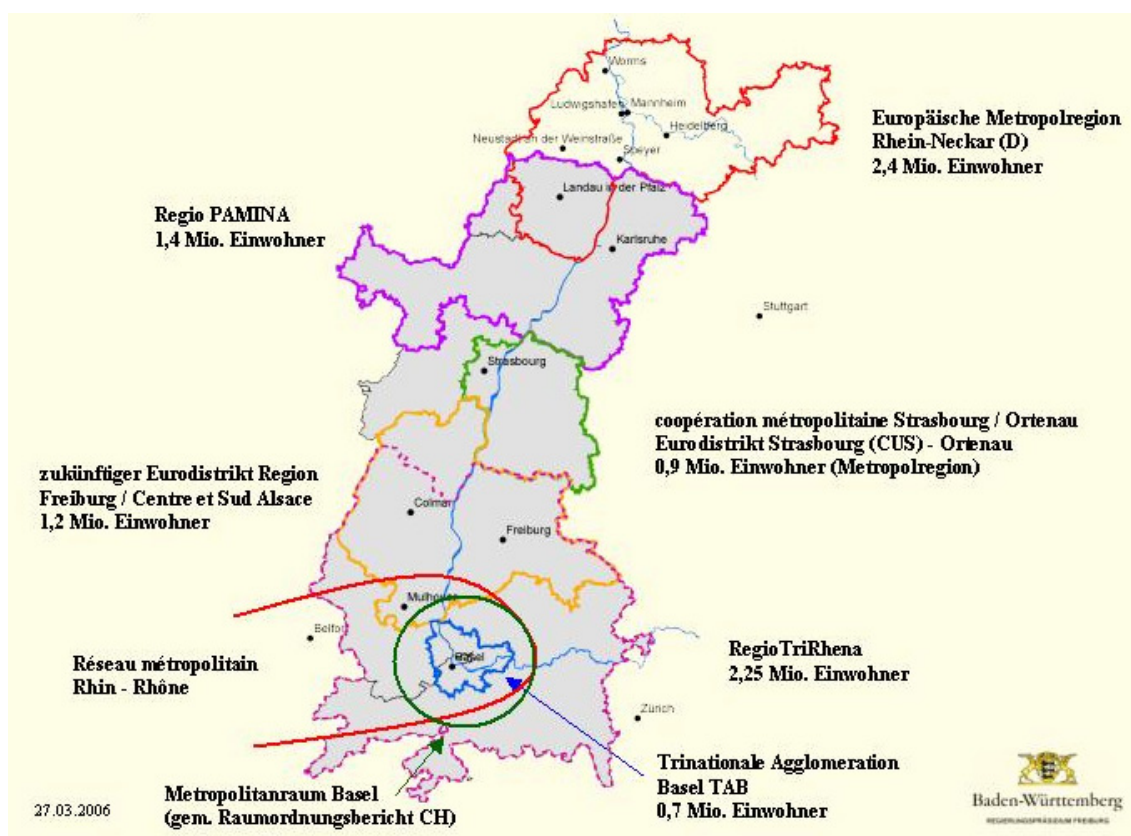 Worms
Ludwigshafen
Mannheim
Heidelberg
Neustadt an der Weinstraße
Speyer
Europäische Metropolregion
Rhein-Neckar (D)
2,4 Mio. Einwohner
Landau in der Pfalz
Regio PAMINA
1,4 Mio. Einwohner
Karlsruhe
Stuttgart
Strasbourg
coopération métropolitaine Strasbourg / Ortenau
Eurodistrikt Strasbourg (CUS) - Ortenau
0,9 Mio. Einwohner (Metropolregion)
zukünftiger Eurodistrikt Region
Freiburg / Centre et Sud Alsace
1,2 Mio. Einwohner
Colmar
Freiburg
Mulhouse
Belfort
Basel
Réseau métropolitain
Rhin - Rhône
RegioTriRhena
2,25 Mio. Einwohner
Zürich
Trinationale Agglomeration
Basel TAB
0,7 Mio. Einwohner
Metropolitanraum Basel
(gem. Raumordnungsbericht CH)
27.03.2006
Baden-Württemberg
REGIERUNGSPRÄSIDIUM FREIBURG